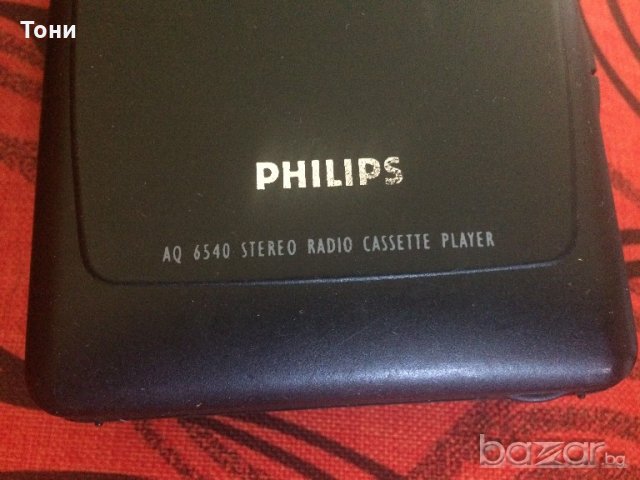 Тони
PHILIPS
AQ 6540 STEREO RADIO CASSETTE PLAYER
bazar.bg